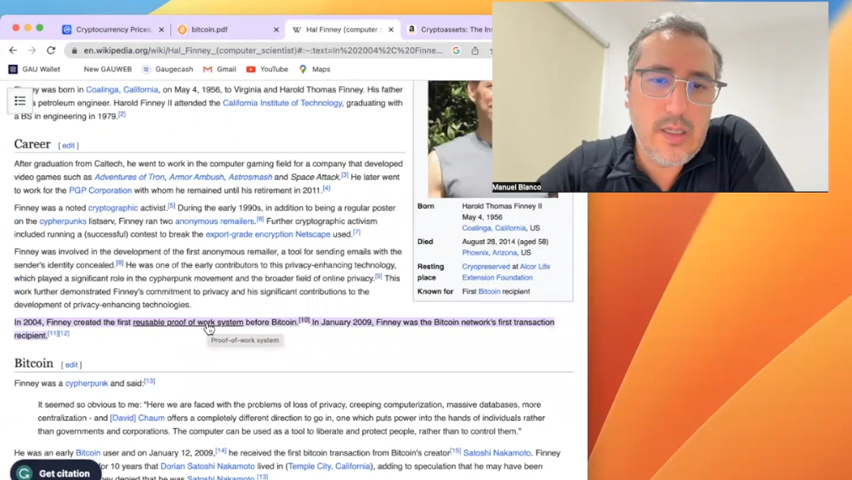 Cryptocurrency Prices,
bitcoin.pdf
Hal Finney (computer s
Cryptoassets: The In
en.wikipedia.org/wiki/Hal_Finney_(computer_scientist)#:~:text=In%202004%2C%20Finne...
GAU Wallet
New GAUWEB
Gaugecash
Gmail
YouTube
Maps
Finney was born in Coalinga, California, on May 4, 1956, to Virginia and Harold Thomas Finney. His father
a petroleum engineer. Harold Finney II attended the California Institute of Technology, graduating with
a BS in engineering in 1979.[2]
Career [ edit ]
After graduation from Caltech, he went to work in the computer gaming field for a company that developed
video games such as Adventures of Tron, Armor Ambush, Astrosmash and Space Attack.[3] He later went
to work for the PGP Corporation with whom he remained until his retirement in 2011.[4]
Finney was a noted cryptographic activist.[5] During the early 1990s, in addition to being a regular poster
on the cypherpunks listserv, Finney ran two anonymous remailers.[6] Further cryptographic activism
included running a (successful) contest to break the export-grade encryption Netscape used.[7]
Finney was involved in the development of the first anonymous remailer, a tool for sending emails with the
sender's identity concealed.[8] He was one of the early contributors to this privacy-enhancing technology,
which played a significant role in the cypherpunk movement and the broader field of online privacy.[9] This
work further demonstrated Finney's commitment to privacy and his significant contributions to the
development of privacy-enhancing technologies.
In 2004, Finney created the first reusable proof of work system before Bitcoin.[10] In January 2009, Finney was the Bitcoin network's first transaction
recipient.[11][12]
Proof-of-work system
Bitcoin [ edit ]
Finney was a cypherpunk and said:[13]
It seemed so obvious to me: "Here we are faced with the problems of loss of privacy, creeping computerization, massive databases, more
centralization - and [David] Chaum offers a completely different direction to go in, one which puts power into the hands of individuals rather
than governments and corporations. The computer can be used as a tool to liberate and protect people, rather than to control them."
He was an early Bitcoin user and on January 12, 2009,[14] he received the first bitcoin transaction from Bitcoin's creator[15] Satoshi Nakamoto. Finney
for 10 years that Dorian Satoshi Nakamoto lived in (Temple City, California), adding to speculation that he may have been
denied that he was Satoshi Nakamoto.[13]
Get citation
Manuel Blanco
Born
Harold Thomas Finney II
May 4, 1956
Coalinga, California, US
Died
August 28, 2014 (aged 58)
Phoenix, Arizona, US
Resting place
Cryopreserved at Alcor Life
Extension Foundation
Known for
First Bitcoin recipient